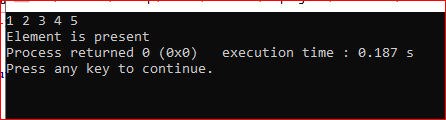 1 2 3 4 5
Element is present
Process returned 0 (0x0)   execution time : 0.187 s
Press any key to continue.